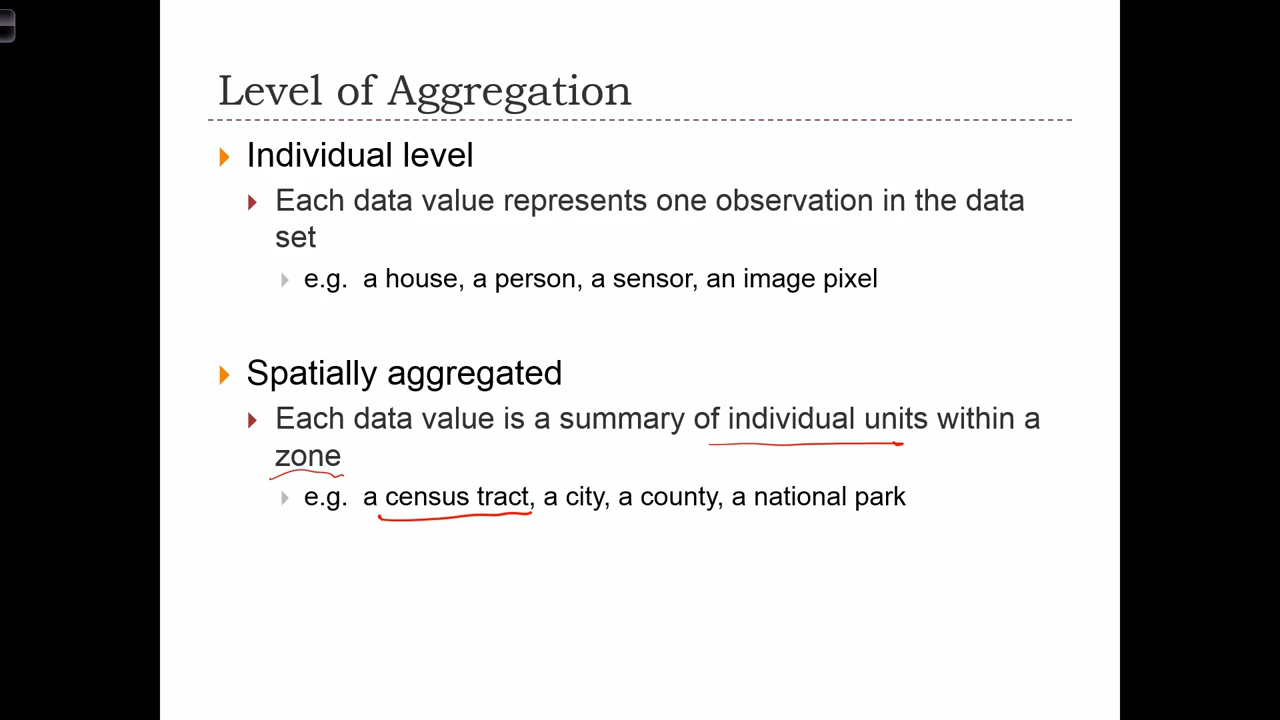 Level of Aggregation
Individual level
Each data value represents one observation in the data
set
e.g. a house, a person, a sensor, an image pixel
Spatially aggregated
Each data value is a summary of individual units within a
zone
e.g. a census tract, a city, a county, a national park